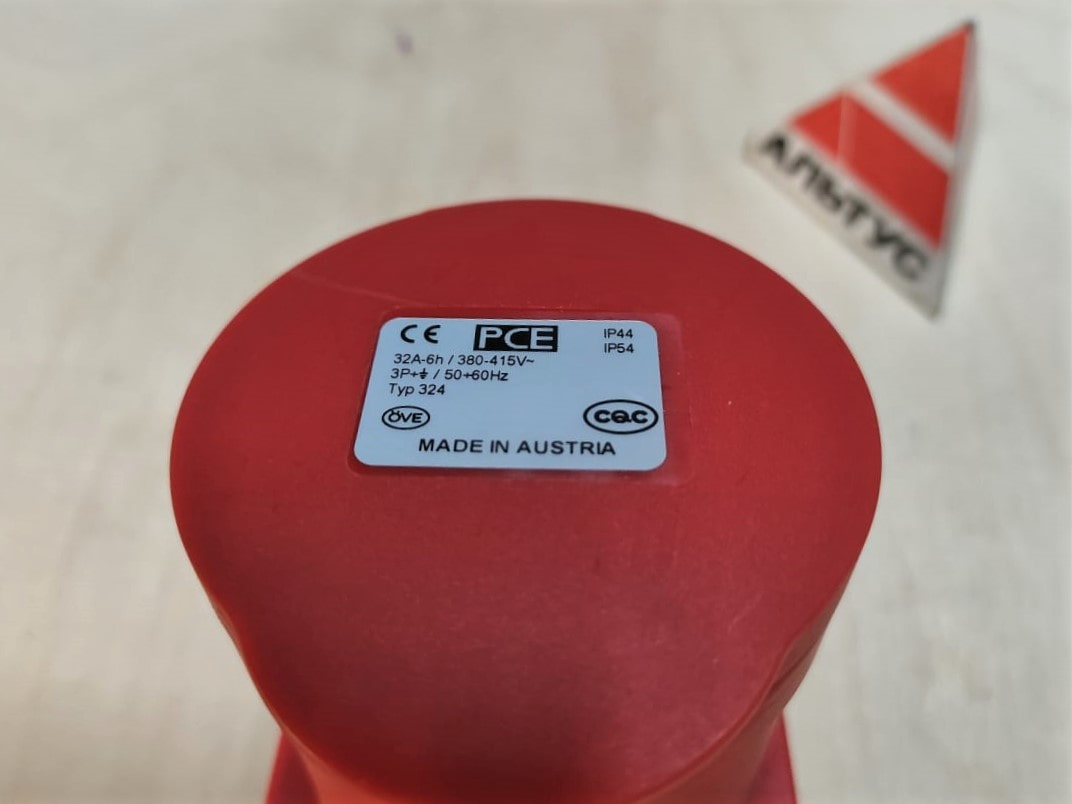 CE PCE IP44
IP54
32A-6h / 380-415V~
3P+⏚ / 50÷60Hz
Typ 324
ÖVE CQC
MADE IN AUSTRIA
АЛЬТУС